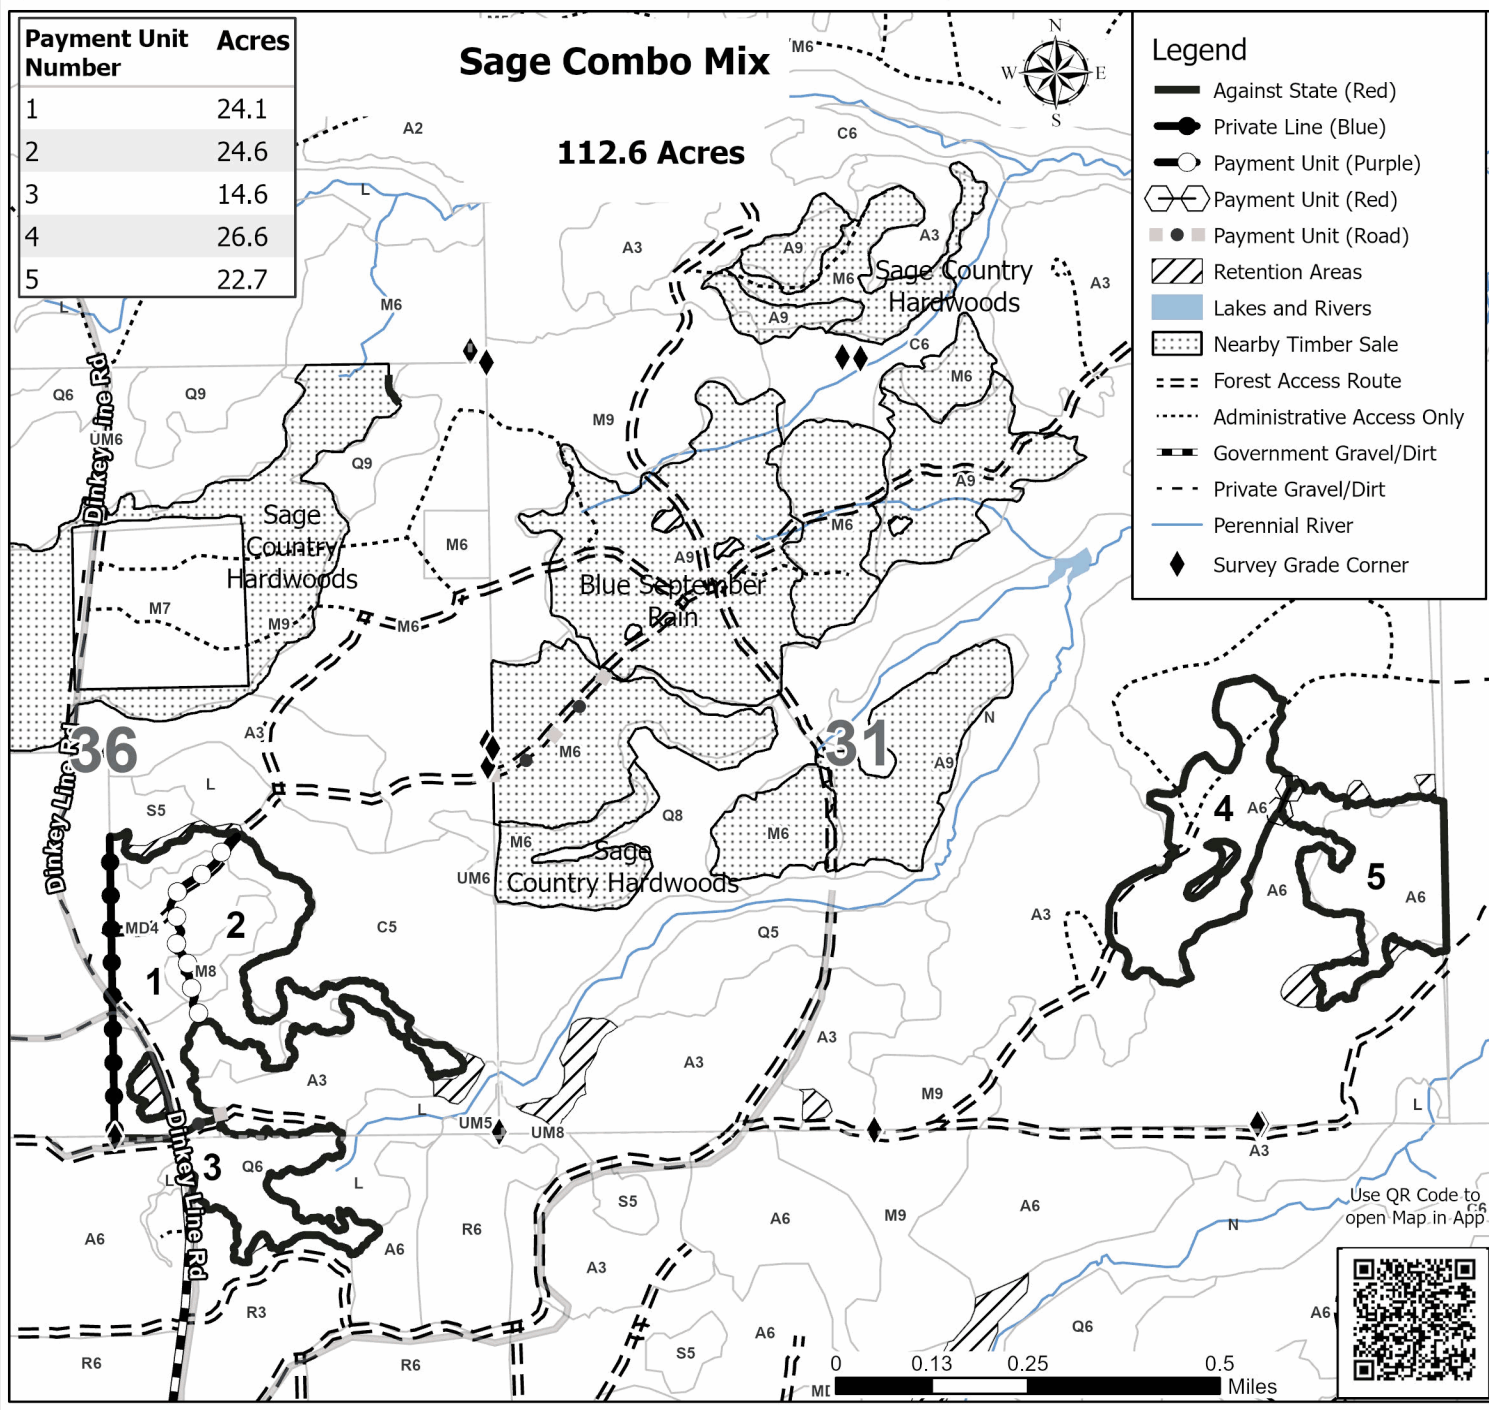 Payment Unit Number Acres
1 24.1
2 24.6
3 14.6
4 26.6
5 22.7
Sage Combo Mix
112.6 Acres
N
W E
S
Legend
Against State (Red)
Private Line (Blue)
Payment Unit (Purple)
Payment Unit (Red)
Payment Unit (Road)
Retention Areas
Lakes and Rivers
Nearby Timber Sale
Forest Access Route
Administrative Access Only
Government Gravel/Dirt
Private Gravel/Dirt
Perennial River
Survey Grade Corner
M6
A2
C6
L
A3
A9
A3
M6
Sage Country
Hardwoods
A3
L
M6
A9
C6
M6
Dinkey Line Rd
Q6
Q9
UM6
M9
Q9
A9
Sage
Country
Hardwoods
M6
M6
A9
Blue September
Rain
M7
M9
M6
36
A3
M6
31
N
A9
L
S5
Dinkey Line Rd
Q8
M6
M6
Sage
Country Hardwoods
UM6
4
A6
5
A6
A6
MD4
2
C5
Q5
A3
1
M8
A3
A3
A3
M9
L
UM5
UM8
L
A3
Dinkey Line Rd
3
Q6
L
L
A6
A6
R6
S5
A6
M9
A6
N
Use QR Code to
open Map in App
C6
A3
R3
A6
Q6
A6
R6
R6
S5
0 0.13 0.25 0.5
Miles